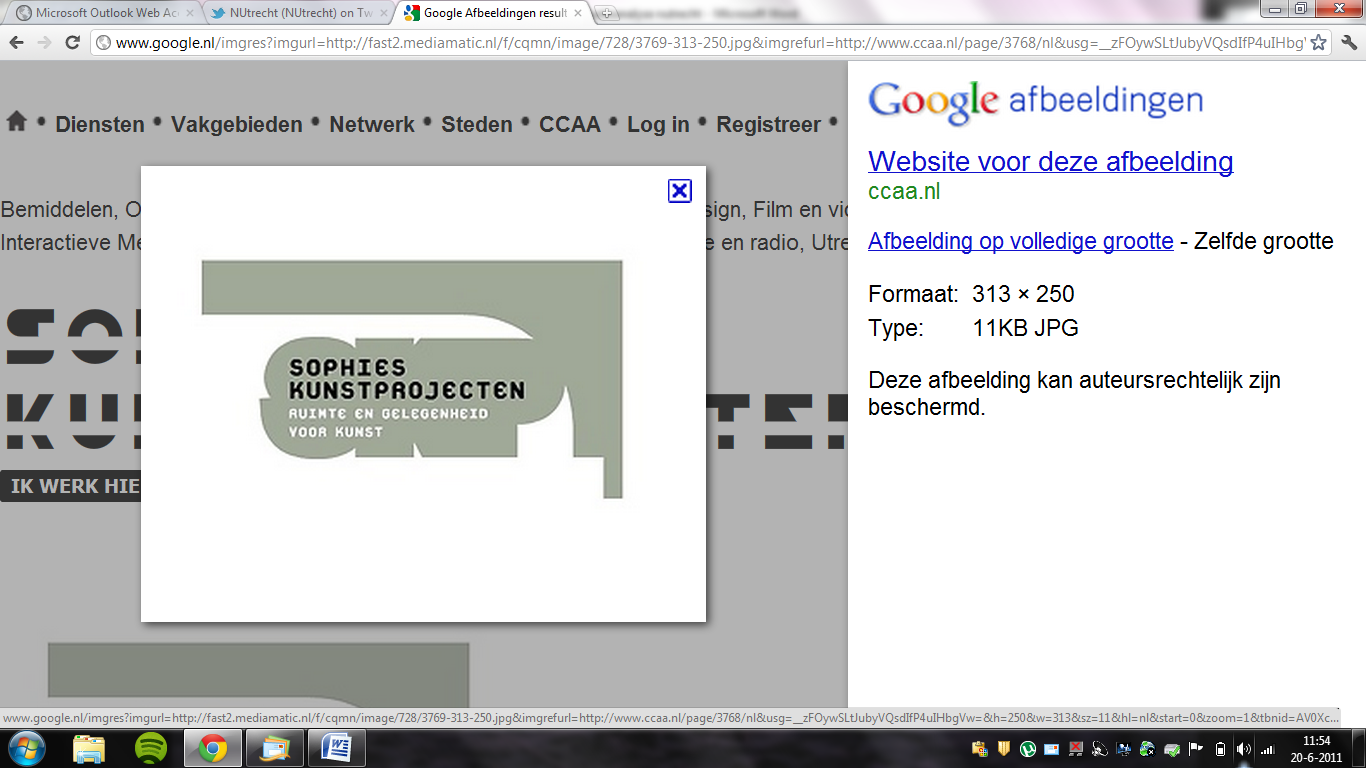 Microsoft Outlook Web Acc
NUtrecht (NUtrecht) on Tw
Google Afbeeldingen result
www.google.nl/imgres?imgurl=http://fast2.mediamatic.nl/f/cqmn/image/728/3769-313-250.jpg&imgrefurl=http://www.ccaa.nl/page/3768/nl&usg=__zFOywSLtJubyVQsdIfP4uIHbgV
• Diensten • Vakgebieden • Netwerk • Steden • CCAA • Log in • Registreer •
Bemiddelen, O
sign, Film en vic
Interactieve Me
e en radio, Utre
SO
KU
TE
IK WERK HIE
SOPHIES
KUNSTPROJECTEN
RUIMTE EN GELEGENHEID
VOOR KUNST
Google afbeeldingen
Website voor deze afbeelding
ccaa.nl
Afbeelding op volledige grootte - Zelfde grootte
Formaat: 313 × 250
Type: 11KB JPG
Deze afbeelding kan auteursrechtelijk zijn
beschermd.
www.google.nl/imgres?imgurl=http://fast2.mediamatic.nl/f/cqmn/image/728/3769-313-250.jpg&imgrefurl=http://www.ccaa.nl/page/3768/nl&usg=__zFOywSLtJubyVQsdIfP4uIHbgVw=&h=250&w=313&sz=11&hl=nl&start=0&zoom=1&tbnid=AV0Xc...
11:54
20-6-2011